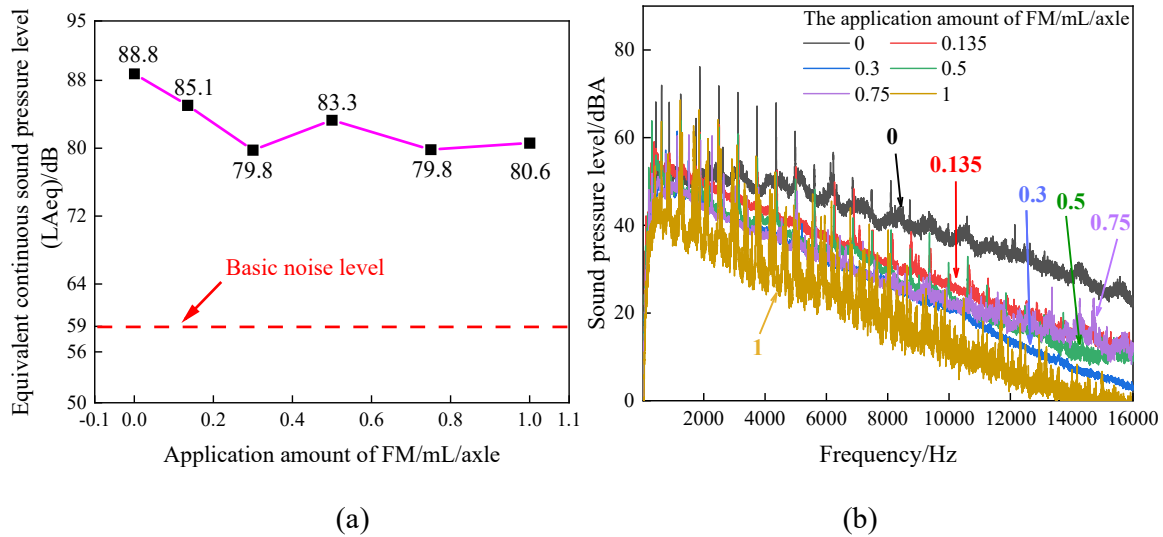 Equivalent continuous sound pressure level
(LAeq)/dB
95
88
80
72
64
59
56
50
88.8
85.1
79.8
83.3
79.8
80.6
Basic noise level
-0.1 0.0 0.2 0.4 0.6 0.8 1.0 1.1
Application amount of FM/mL/axle
(a)
Sound pressure level/dBA
80
60
40
20
0
The application amount of FM/mL/axle
0 0.135
0.3 0.5
0.75 1
0
0.135
0.3
0.5
0.75
1
2000 4000 6000 8000 10000 12000 14000 16000
Frequency/Hz
(b)